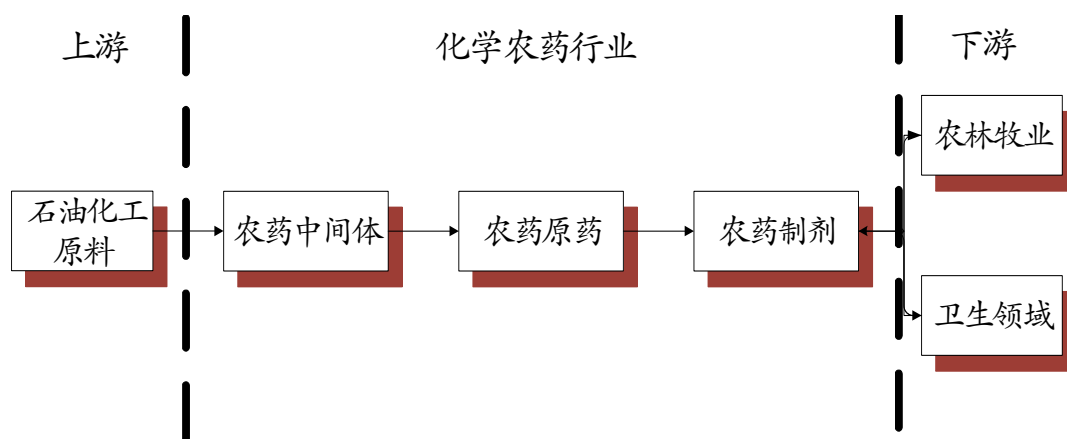 上游
化学农药行业
下游
农林牧业
石油化工
原料
农药中间体
农药原药
农药制剂
卫生领域